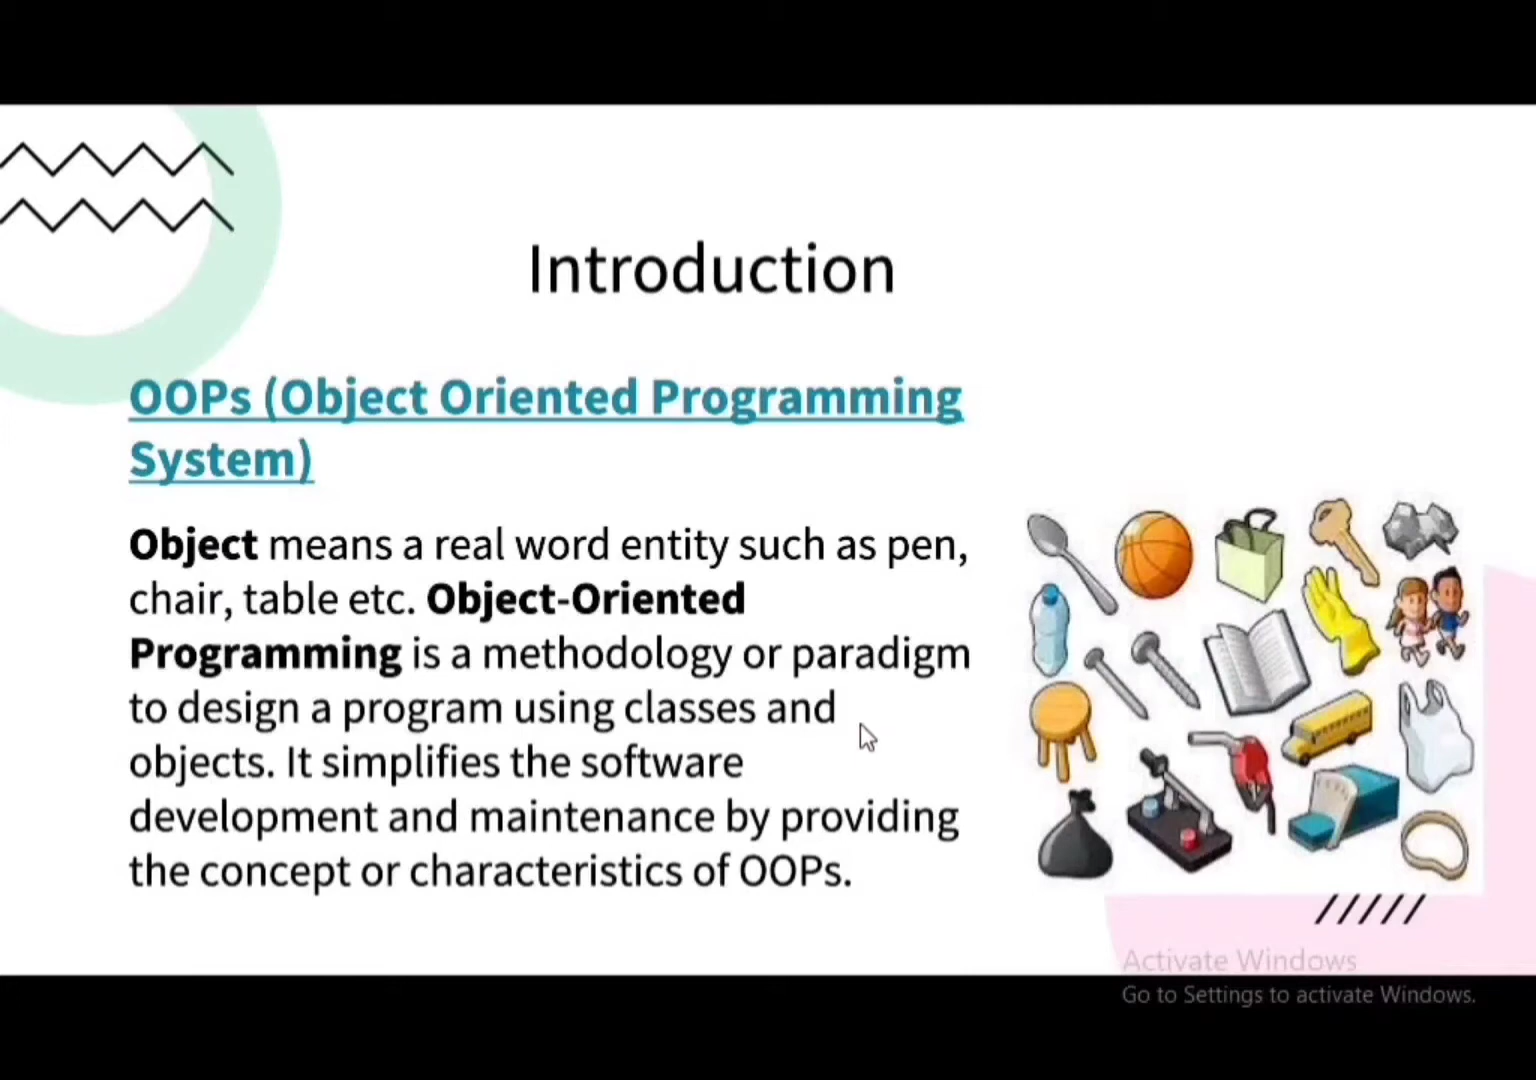 Introduction
OOPs (Object Oriented Programming
System)
Object means a real word entity such as pen,
chair, table etc. Object-Oriented
Programming is a methodology or paradigm
to design a program using classes and
objects. It simplifies the software
development and maintenance by providing
the concept or characteristics of OOPs.
Activate Windows
Go to Settings to activate Windows.